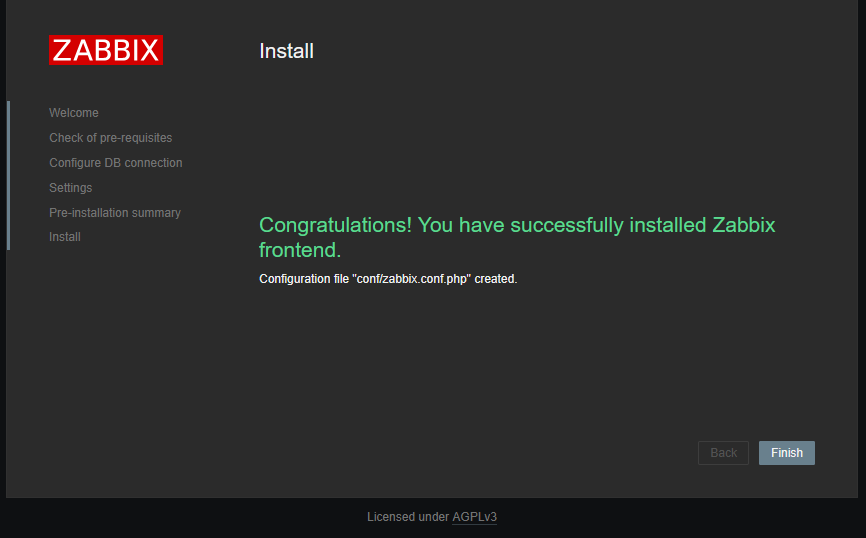 ZABBIX
Install
Welcome
Check of pre-requisites
Configure DB connection
Settings
Pre-installation summary
Install
Congratulations! You have successfully installed Zabbix
frontend.
Configuration file "conf/zabbix.conf.php" created.
Back
Finish
Licensed under AGPLv3